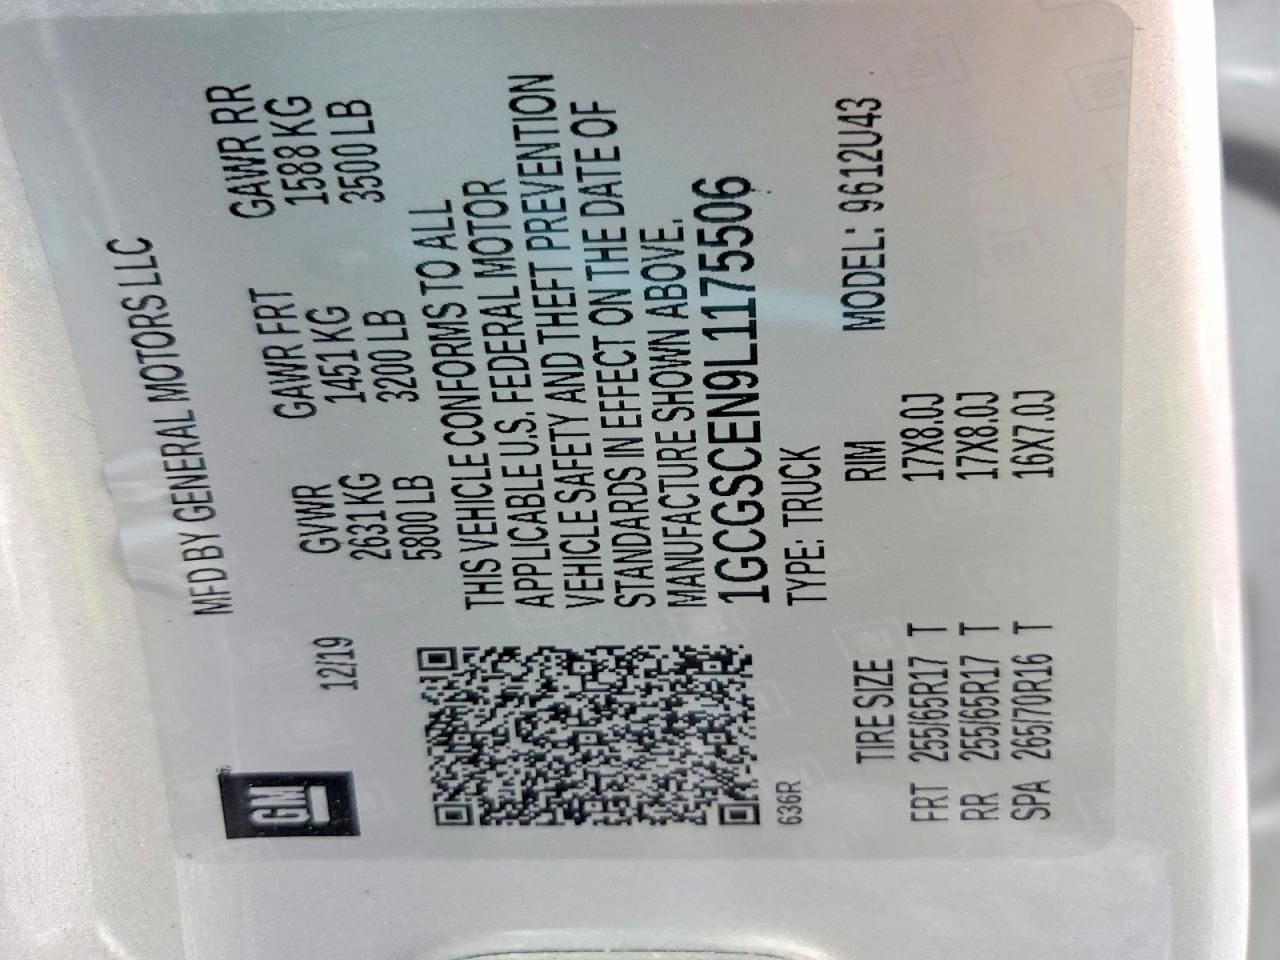 GM
MFD BY GENERAL MOTORS LLC
12/19 GVWR GAWR FRT GAWR RR
2631 KG 1451 KG 1588 KG
5800 LB 3200 LB 3500 LB
THIS VEHICLE CONFORMS TO ALL
APPLICABLE U.S. FEDERAL MOTOR
VEHICLE SAFETY AND THEFT PREVENTION
STANDARDS IN EFFECT ON THE DATE OF
MANUFACTURE SHOWN ABOVE.
1GCGSCEN9L1175506
636R TYPE: TRUCK MODEL: 9612U43
TIRE SIZE RIM
FRT 255/65R17 T 17X8.0J
RR 255/65R17 T 17X8.0J
SPA 265/70R16 T 16X7.0J